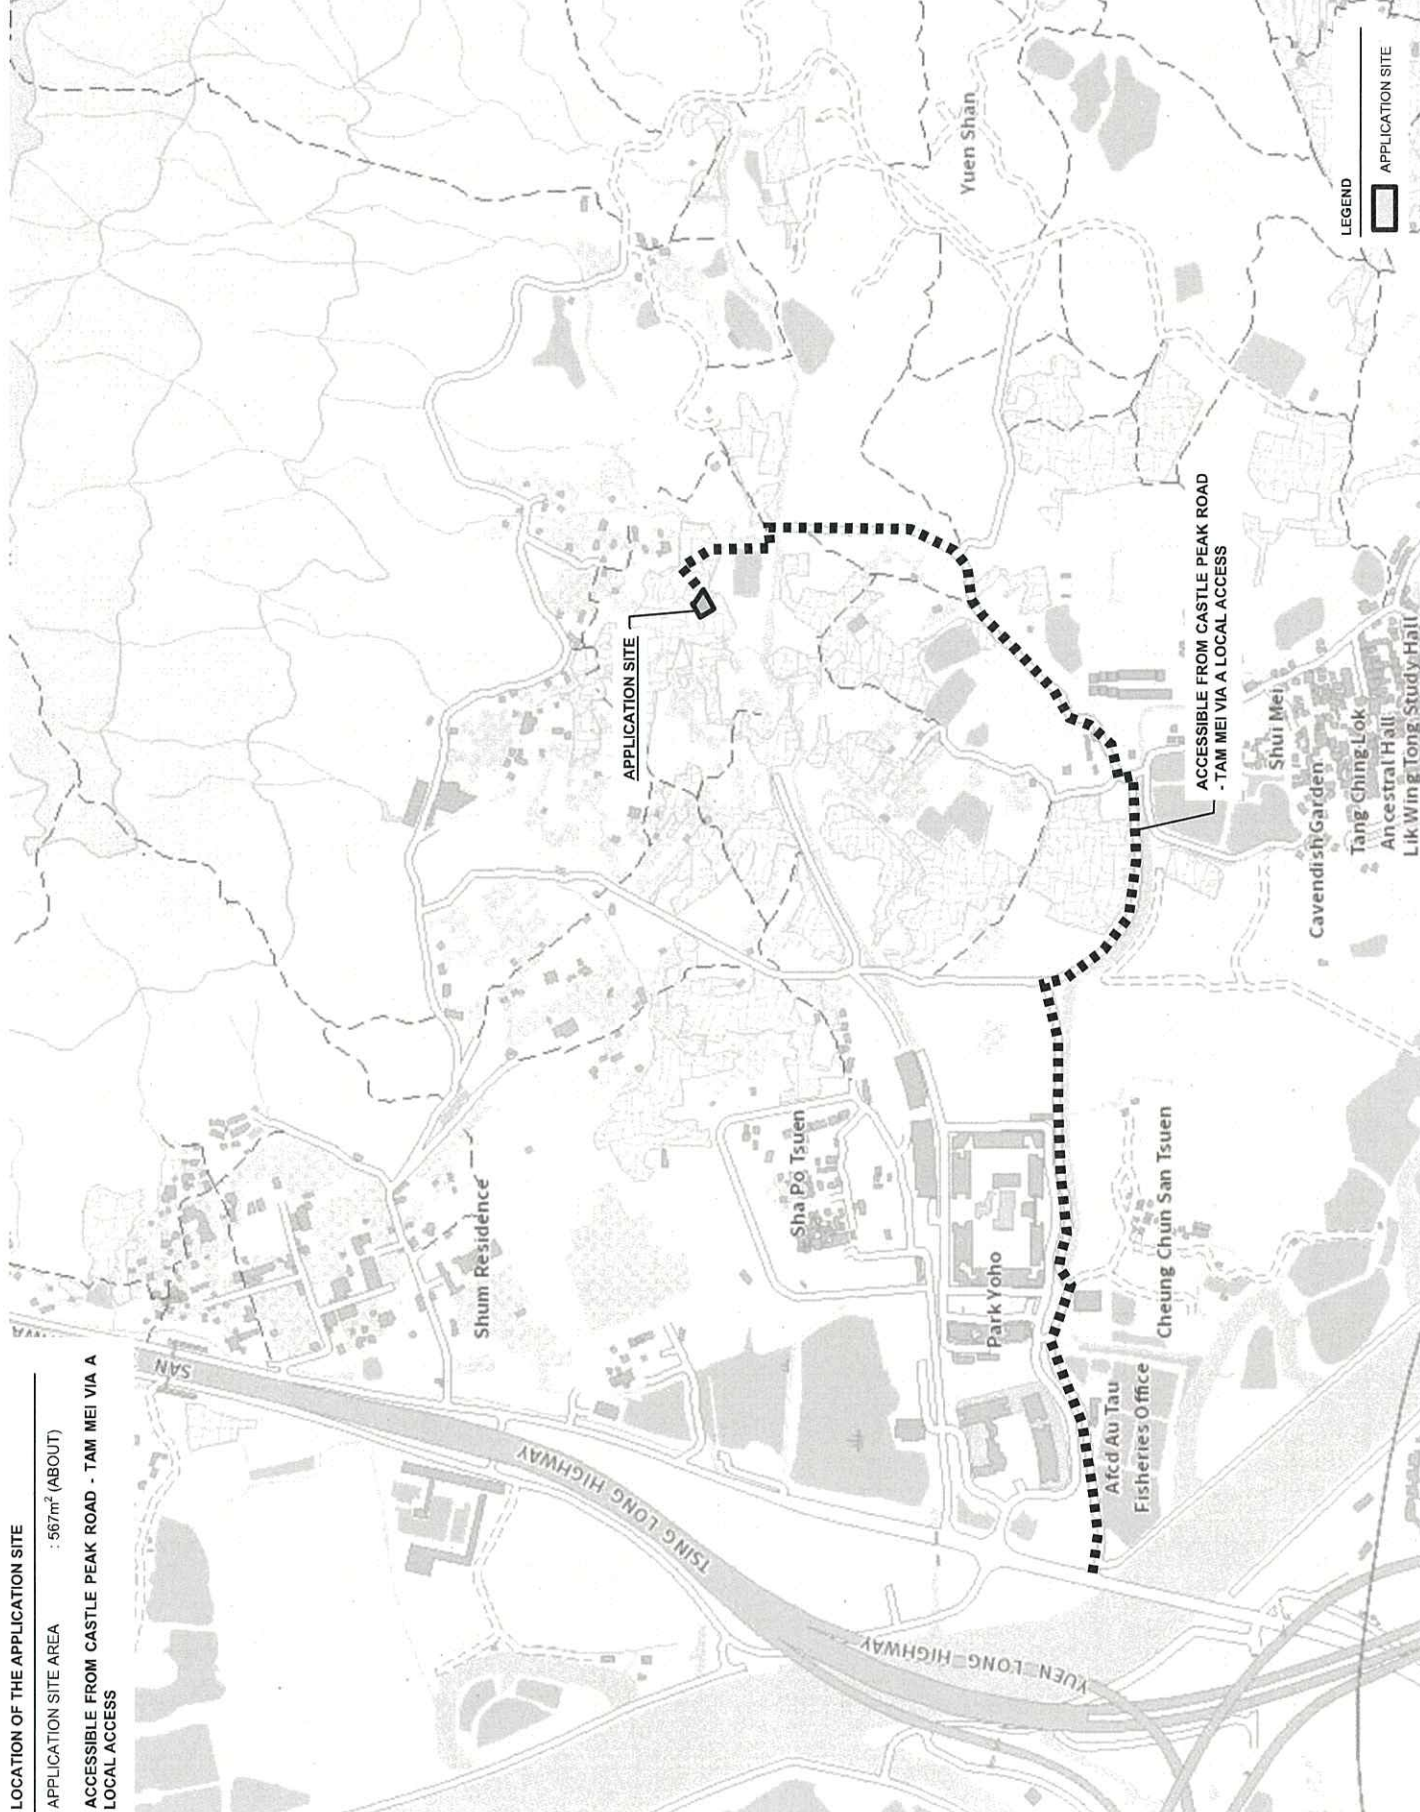 LOCATION OF THE APPLICATION SITE
APPLICATION SITE AREA : 567m² (ABOUT)
ACCESSIBLE FROM CASTLE PEAK ROAD - TAM MEI VIA A
LOCAL ACCESS
SAN
TSING LONG HIGHWAY
YUEN LONG HIGHWAY
Shum Residence
APPLICATION SITE
Sha Po Tsuen
Park Yoho
Yuen Shan
Afcd Au Tau
Fisheries Office
Cheung Chun San Tsuen
ACCESSIBLE FROM CASTLE PEAK ROAD
- TAM MEI VIA A LOCAL ACCESS
Shui Mei
Cavendish Garden
Tang Ching Lok
Ancestral Hall
Lik Wing Tong Study Hall
LEGEND
APPLICATION SITE